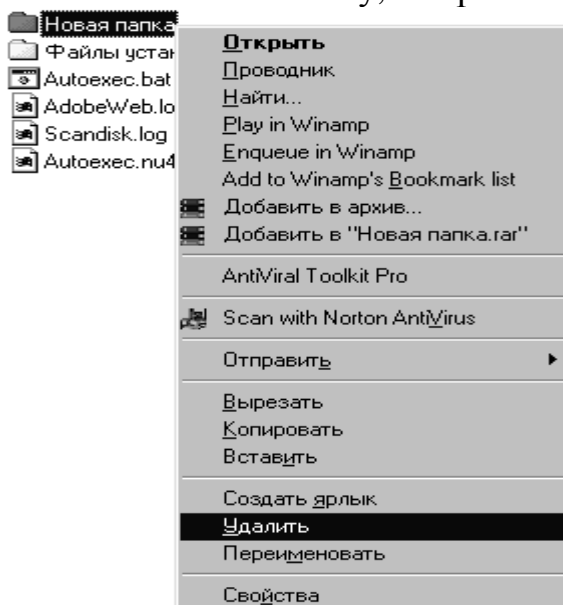 Новая папка
Файлы устан
Autoexec.bat
AdobeWeb.lo
Scandisk.log
Autoexec.nu4
Открыть
Проводник
Найти...
Play in Winamp
Enqueue in Winamp
Add to Winamp's Bookmark list
Добавить в архив...
Добавить в "Новая папка.rar"
AntiViral Toolkit Pro
Scan with Norton AntiVirus
Отправить
Вырезать
Копировать
Вставить
Создать ярлык
Удалить
Переименовать
Свойства